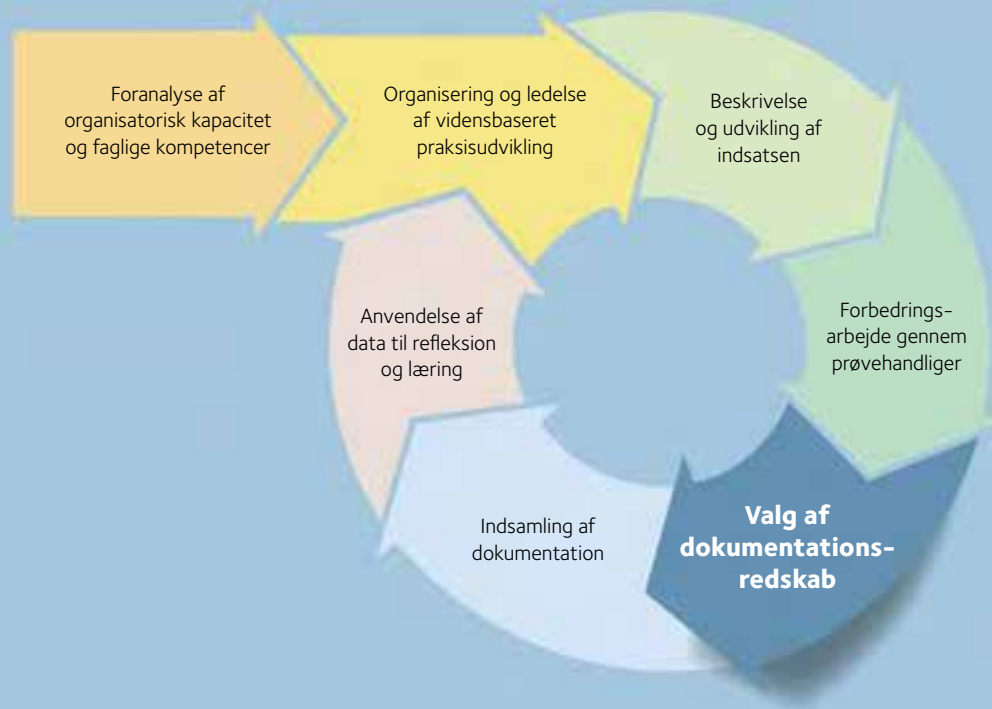 Foranalyse af
organisatorisk kapacitet
og faglige kompetencer
Organisering og ledelse
af vidensbaseret
praksisudvikling
Beskrivelse
og udvikling af
indsatsen
Forbedrings-
arbejde gennem
prøvehandliger
Valg af
dokumentations-
redskab
Indsamling af
dokumentation
Anvendelse af
data til refleksion
og læring